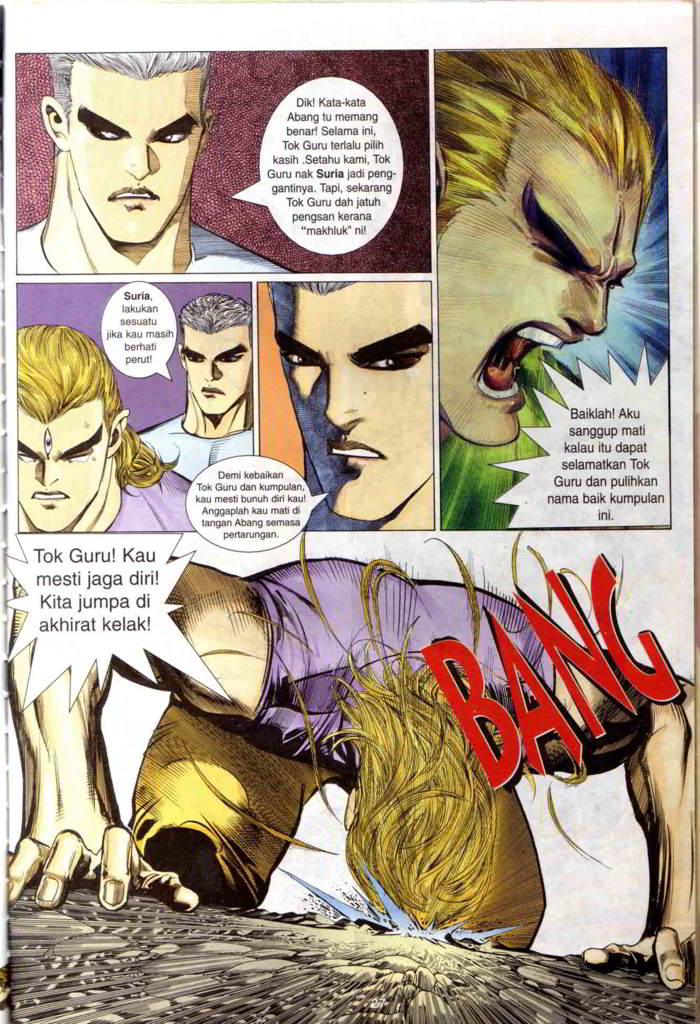 Dik! Kata-kata
Abang tu memang
benar! Selama ini,
Tok Guru terlalu pilih
kasih .Setahu kami, Tok
Guru nak Suria jadi peng-
gantinya. Tapi, sekarang
Tok Guru dah jatuh
pengsan kerana
"makhluk" ni!
Suria,
lakukan
sesuatu
jika kau masih
berhati
perut!
Demi kebaikan
Tok Guru dan kumpulan,
kau mesti bunuh diri kau!
Anggaplah kau mati di
tangan Abang semasa
pertarungan.
Baiklah! Aku
sanggup mati
kalau itu dapat
selamatkan Tok
Guru dan pulihkan
nama baik kumpulan
ini.
Tok Guru! Kau
mesti jaga diri!
Kita jumpa di
akhirat kelak!
BANG
-27-